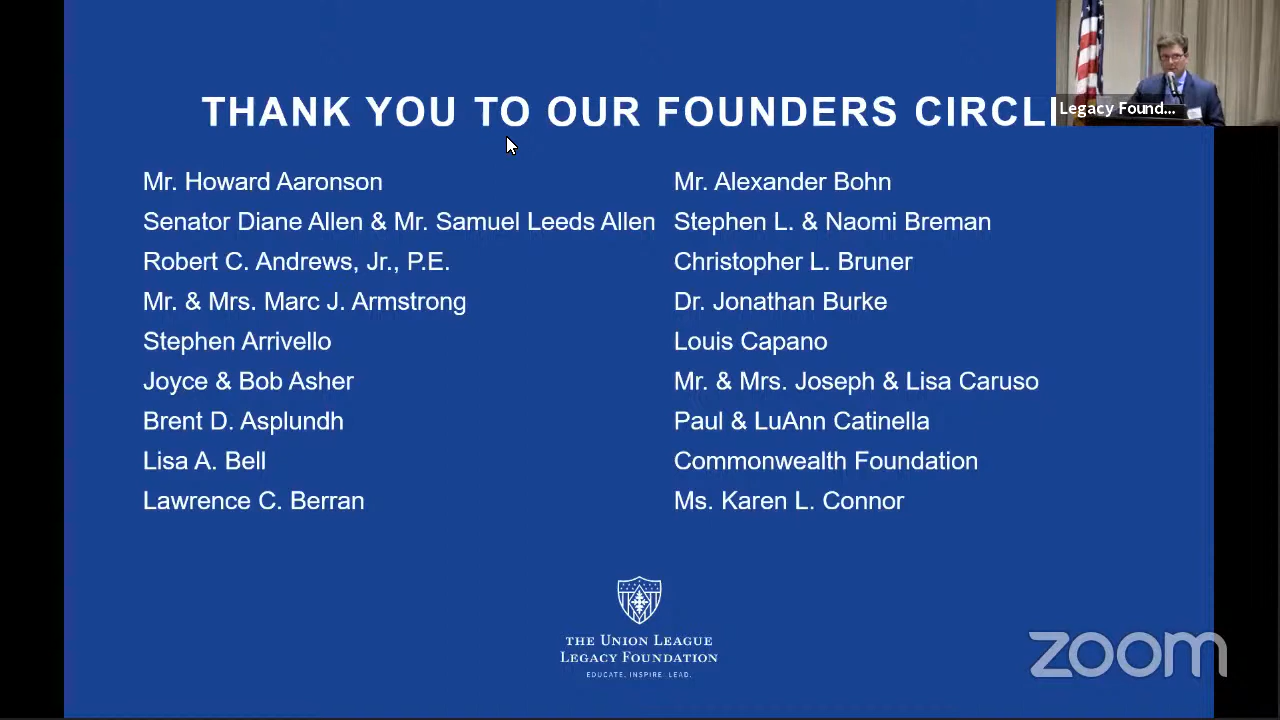 THANK YOU TO OUR FOUNDERS CIRCL
Legacy Found...
Mr. Howard Aaronson
Senator Diane Allen & Mr. Samuel Leeds Allen
Robert C. Andrews, Jr., P.E.
Mr. & Mrs. Marc J. Armstrong
Stephen Arrivello
Joyce & Bob Asher
Brent D. Asplundh
Lisa A. Bell
Lawrence C. Berran
Mr. Alexander Bohn
Stephen L. & Naomi Breman
Christopher L. Bruner
Dr. Jonathan Burke
Louis Capano
Mr. & Mrs. Joseph & Lisa Caruso
Paul & LuAnn Catinella
Commonwealth Foundation
Ms. Karen L. Connor
THE UNION LEAGUE
LEGACY FOUNDATION
EDUCATE. INSPIRE. LEAD.
zoom